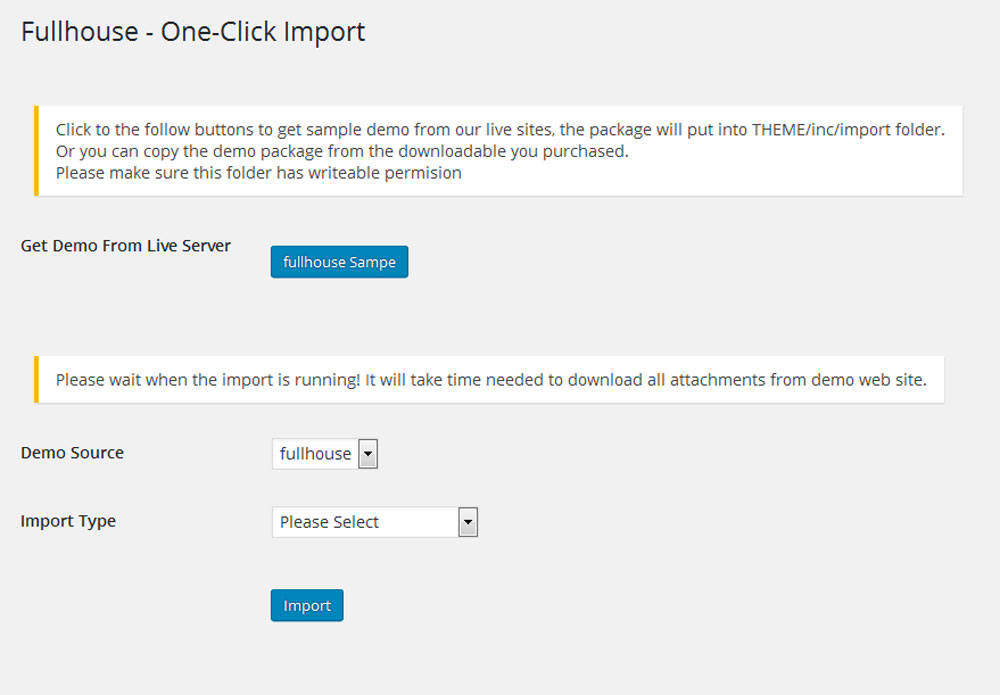 Fullhouse - One-Click Import
Click to the follow buttons to get sample demo from our live sites, the package will put into THEME/inc/import folder.
Or you can copy the demo package from the downloadable you purchased.
Please make sure this folder has writeable permision
Get Demo From Live Server
fullhouse Sampe
Please wait when the import is running! It will take time needed to download all attachments from demo web site.
Demo Source
fullhouse
Import Type
Please Select
Import